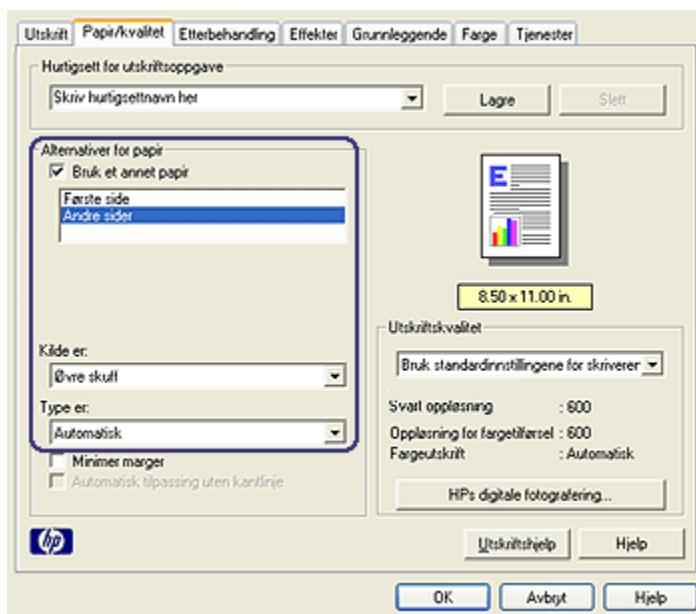 Utskrift Papir/kvalitet Etterbehandling Effekter Grunnleggende Farge Tjenester
Hurtigsett for utskriftsoppgave
Skriv hurtigsettnavn her
Lagre
Slett
Alternativer for papir
Bruk et annet papir
Første side
Andre sider
Kilde er:
Øvre skuff
Type er:
Automatisk
Minimer marger
Automatisk tilpassing uten kantlinje
E
8.50 x 11.00 in.
Utskriftskvalitet
Bruk standardinnstillingene for skriverer
Svart oppløsning : 600
Oppløsning for fargetilførsel : 600
Fargeutskrift : Automatisk
HPs digitale fotografering...
hp
Utskriftshjelp Hjelp
OK Avbryt Hjelp